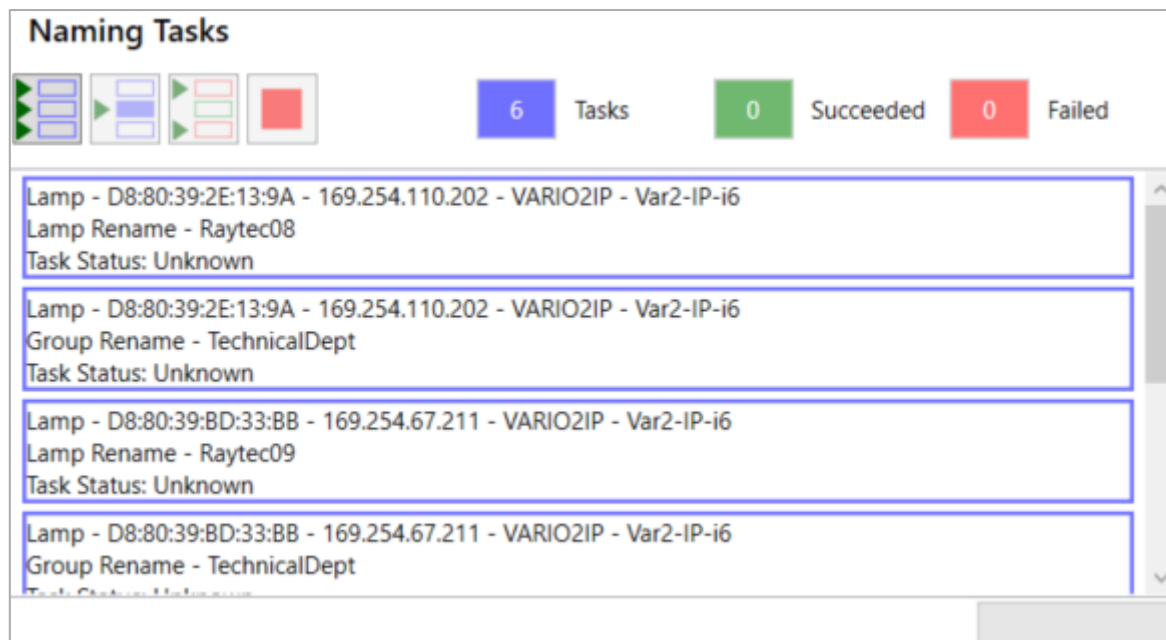 Naming Tasks
6 Tasks 0 Succeeded 0 Failed
Lamp - D8:80:39:2E:13:9A - 169.254.110.202 - VARIO2IP - Var2-IP-i6
Lamp Rename - Raytec08
Task Status: Unknown
Lamp - D8:80:39:2E:13:9A - 169.254.110.202 - VARIO2IP - Var2-IP-i6
Group Rename - TechnicalDept
Task Status: Unknown
Lamp - D8:80:39:BD:33:BB - 169.254.67.211 - VARIO2IP - Var2-IP-i6
Lamp Rename - Raytec09
Task Status: Unknown
Lamp - D8:80:39:BD:33:BB - 169.254.67.211 - VARIO2IP - Var2-IP-i6
Group Rename - TechnicalDept